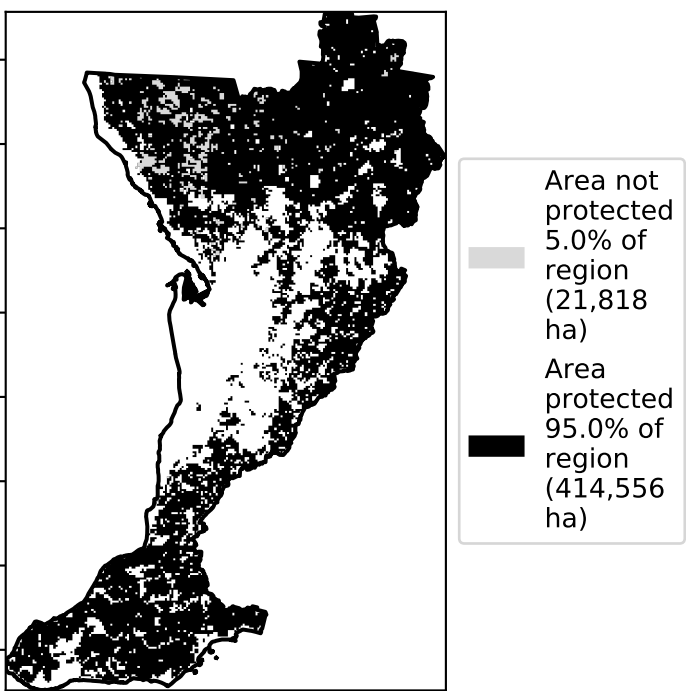 Area not
protected
5.0% of
region
(21,818
ha)
Area
protected
95.0% of
region
(414,556
ha)